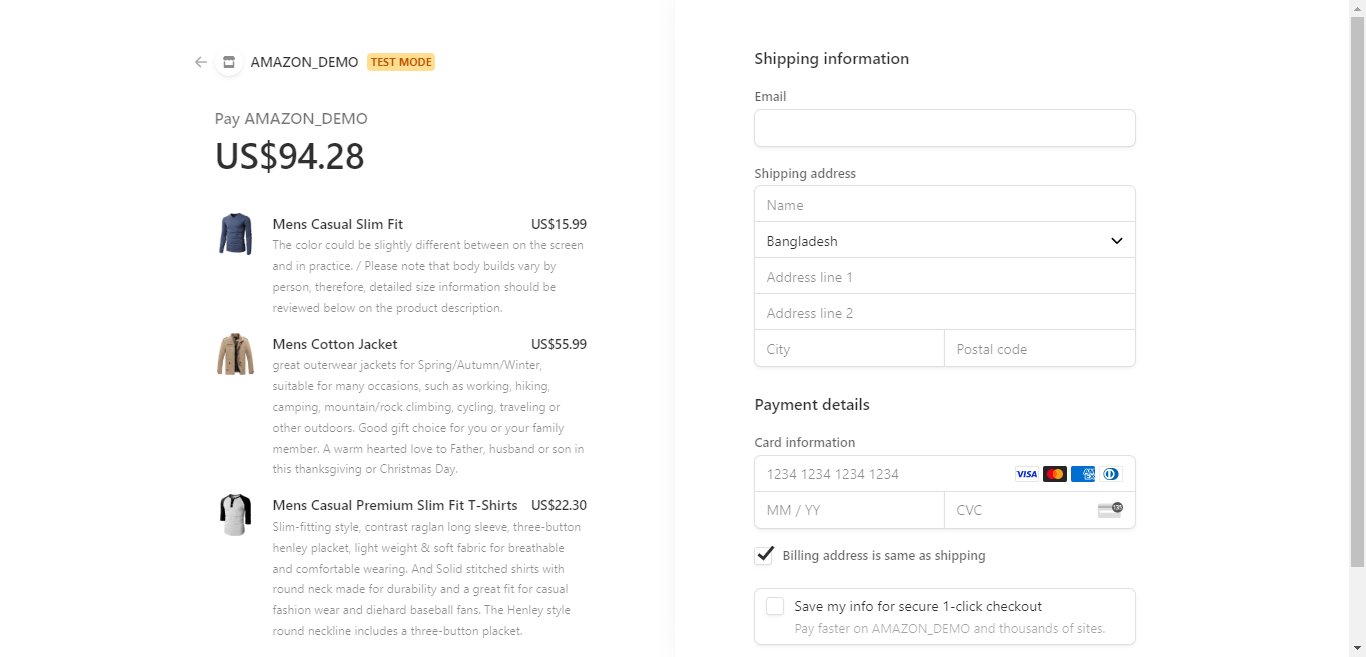 AMAZON_DEMO TEST MODE
Pay AMAZON_DEMO
US$94.28
Mens Casual Slim Fit US$15.99
The color could be slightly different between on the screen
and in practice. / Please note that body builds vary by
person, therefore, detailed size information should be
reviewed below on the product description.
Mens Cotton Jacket US$55.99
great outerwear jackets for Spring/Autumn/Winter,
suitable for many occasions, such as working, hiking,
camping, mountain/rock climbing, cycling, traveling or
other outdoors. Good gift choice for you or your family
member. A warm hearted love to Father, husband or son in
this thanksgiving or Christmas Day.
Mens Casual Premium Slim Fit T-Shirts US$22.30
Slim-fitting style, contrast raglan long sleeve, three-button
henley placket, light weight & soft fabric for breathable
and comfortable wearing. And Solid stitched shirts with
round neck made for durability and a great fit for casual
fashion wear and diehard baseball fans. The Henley style
round neckline includes a three-button placket.
Shipping information
Email
Shipping address
Name
Bangladesh
Address line 1
Address line 2
City Postal code
Payment details
Card information
1234 1234 1234 1234 VISA AMEX
MM / YY CVC 135
Billing address is same as shipping
Save my info for secure 1-click checkout
Pay faster on AMAZON_DEMO and thousands of sites.